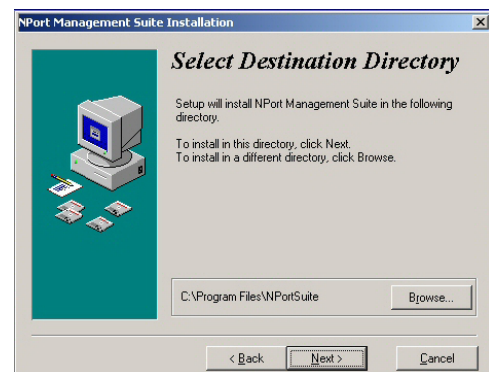 NPort Management Suite Installation
Select Destination Directory
Setup will install NPort Management Suite in the following
directory.
To install in this directory, click Next.
To install in a different directory, click Browse.
C:\Program Files\NPortSuite
Browse...
< Back
Next >
Cancel